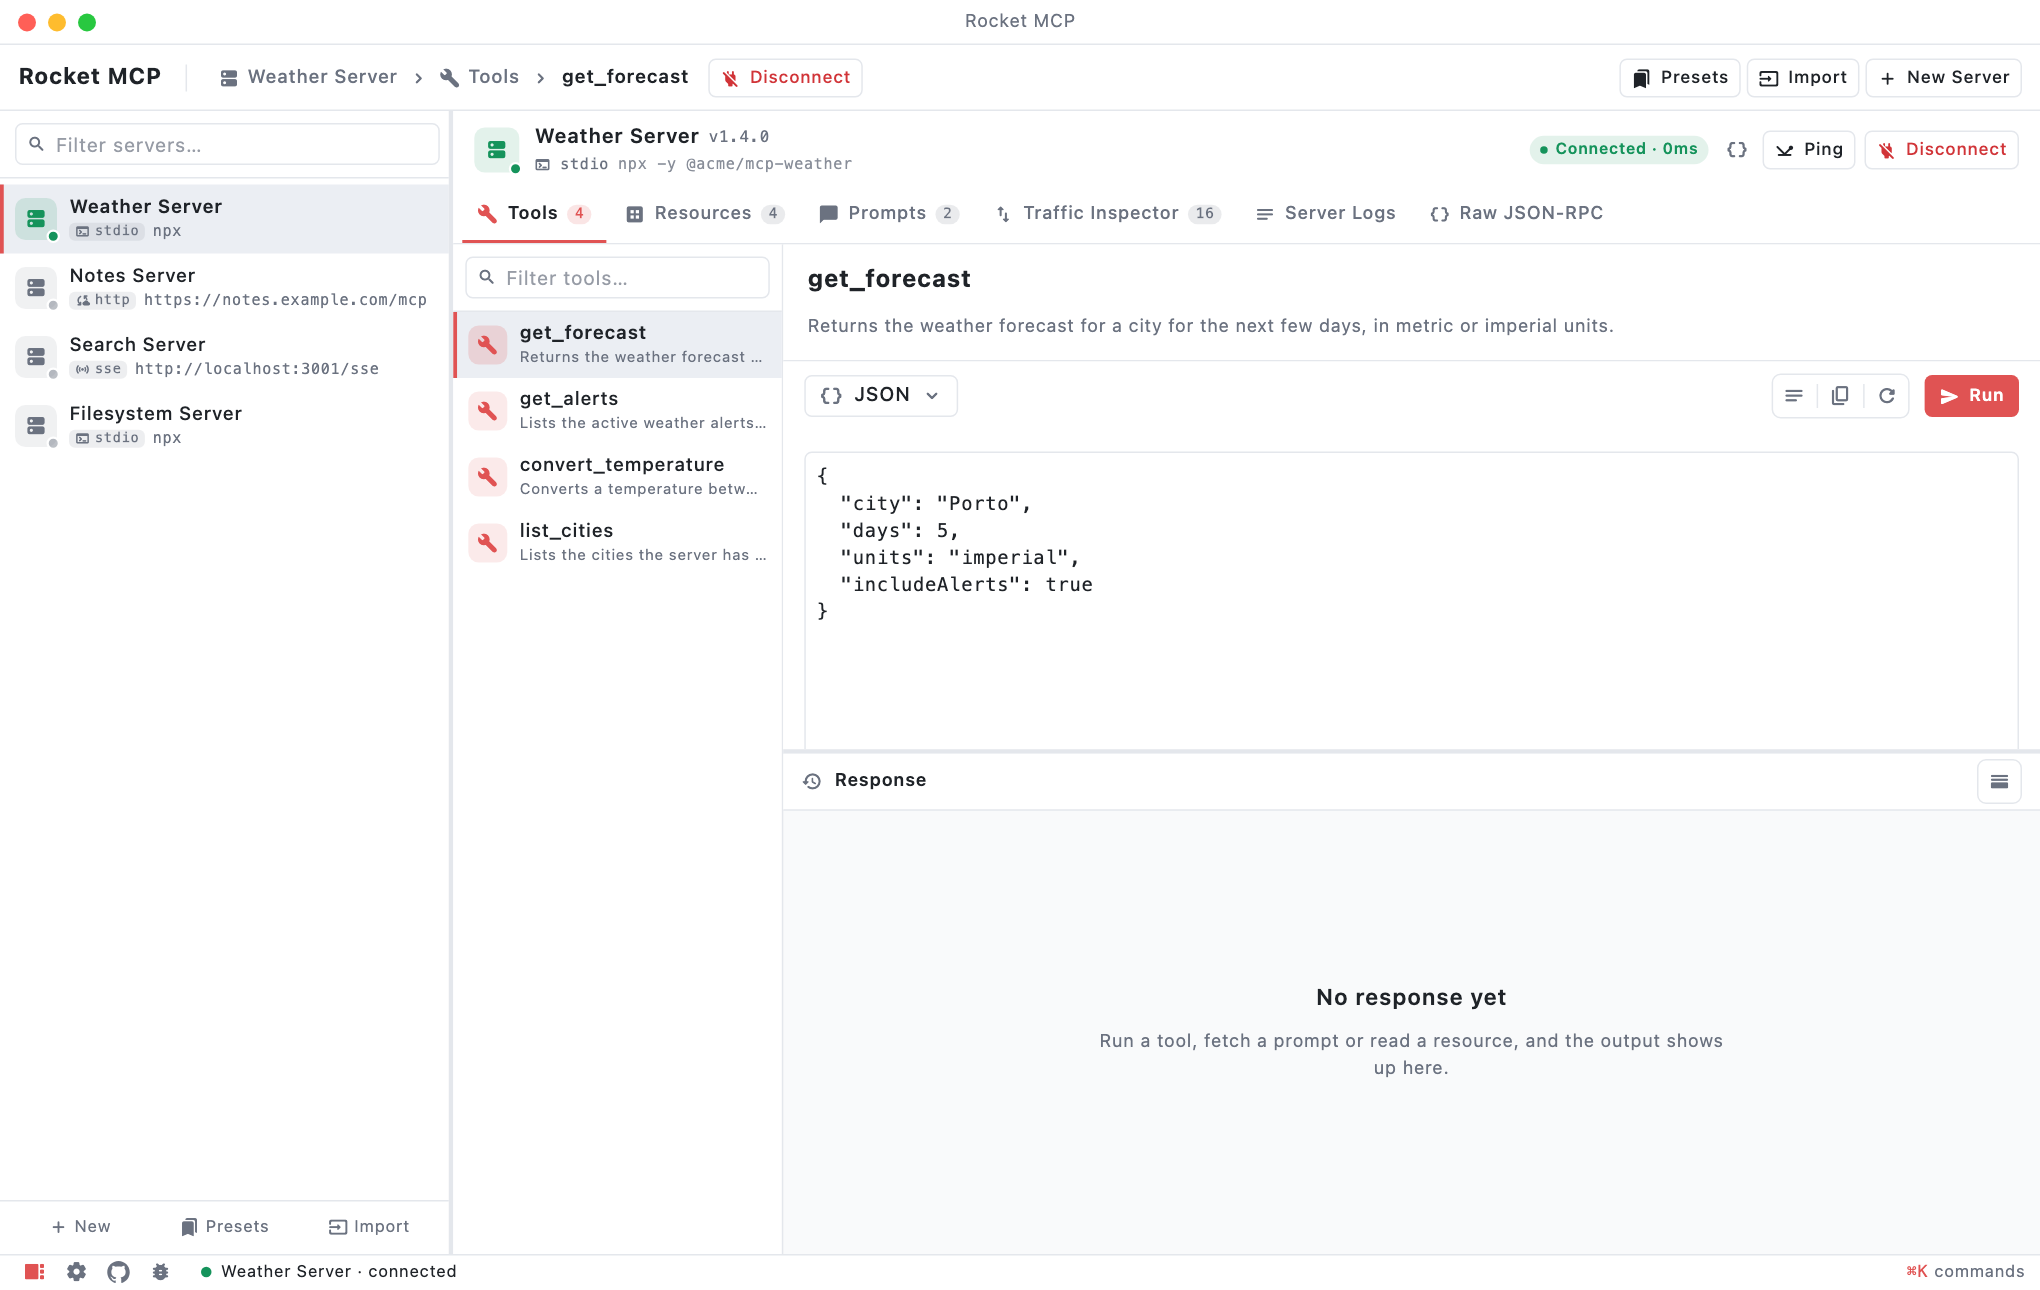 Rocket MCP
Rocket MCP
Weather Server
Tools
get_forecast
Disconnect
Presets
Import
+ New Server
Filter servers…
Weather Server
stdio npx
Notes Server
http https://notes.example.com/mcp
Search Server
sse http://localhost:3001/sse
Filesystem Server
stdio npx
+ New
Presets
Import
Weather Server v1.4.0
stdio npx -y @acme/mcp-weather
Connected · 0ms
{}
Ping
Disconnect
Tools 4
Resources 4
Prompts 2
Traffic Inspector 16
Server Logs
{} Raw JSON-RPC
Filter tools…
get_forecast
Returns the weather forecast …
get_alerts
Lists the active weather alerts…
convert_temperature
Converts a temperature betw…
list_cities
Lists the cities the server has …
get_forecast
Returns the weather forecast for a city for the next few days, in metric or imperial units.
{} JSON
Run
{
"city": "Porto",
"days": 5,
"units": "imperial",
"includeAlerts": true
}
Response
No response yet
Run a tool, fetch a prompt or read a resource, and the output shows
up here.
Weather Server · connected
⌘K commands